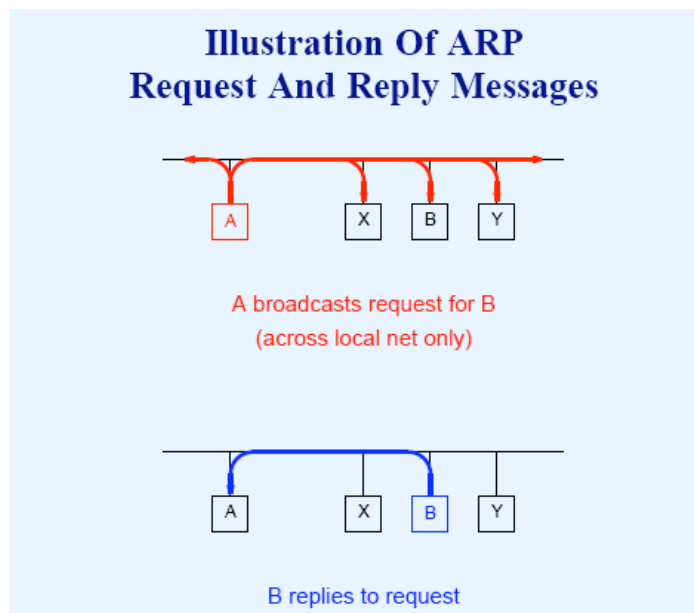 Illustration Of ARP
Request And Reply Messages
A
X
B
Y
A broadcasts request for B
(across local net only)
A
X
B
Y
B replies to request